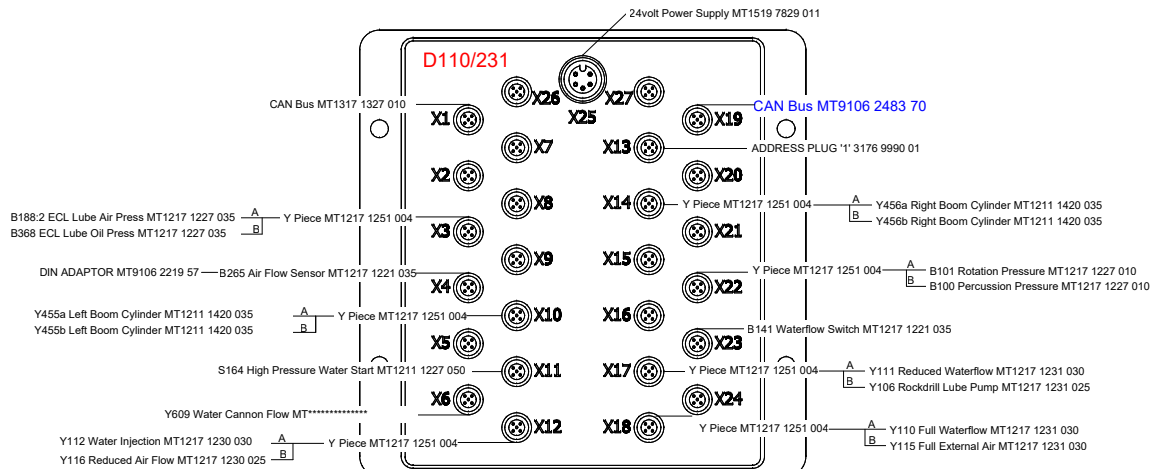 24volt Power Supply MT1519 7829 011
D110/231
X26
X27
X25
CAN Bus MT1317 1327 010
X1
X19
CAN Bus MT9106 2483 70
X7
X13
ADDRESS PLUG '1' 3176 9990 01
X2
X20
X8
X14
Y Piece MT1217 1251 004
A
Y456a Right Boom Cylinder MT1211 1420 035
B
Y456b Right Boom Cylinder MT1211 1420 035
B188:2 ECL Lube Air Press MT1217 1227 035
A
B368 ECL Lube Oil Press MT1217 1227 035
B
Y Piece MT1217 1251 004
X3
X21
X9
X15
DIN ADAPTOR MT9106 2219 57
B265 Air Flow Sensor MT1217 1221 035
X4
X22
Y Piece MT1217 1251 004
A
B101 Rotation Pressure MT1217 1227 010
B
B100 Percussion Pressure MT1217 1227 010
Y455a Left Boom Cylinder MT1211 1420 035
A
Y455b Left Boom Cylinder MT1211 1420 035
B
Y Piece MT1217 1251 004
X10
X16
X5
X23
B141 Waterflow Switch MT1217 1221 035
S164 High Pressure Water Start MT1211 1227 050
X11
X17
Y Piece MT1217 1251 004
A
Y111 Reduced Waterflow MT1217 1231 030
B
Y106 Rockdrill Lube Pump MT1217 1231 025
Y609 Water Cannon Flow MT**************
X6
X24
X12
X18
Y Piece MT1217 1251 004
A
Y110 Full Waterflow MT1217 1231 030
B
Y115 Full External Air MT1217 1231 030
Y112 Water Injection MT1217 1230 030
A
Y116 Reduced Air Flow MT1217 1230 025
B
Y Piece MT1217 1251 004